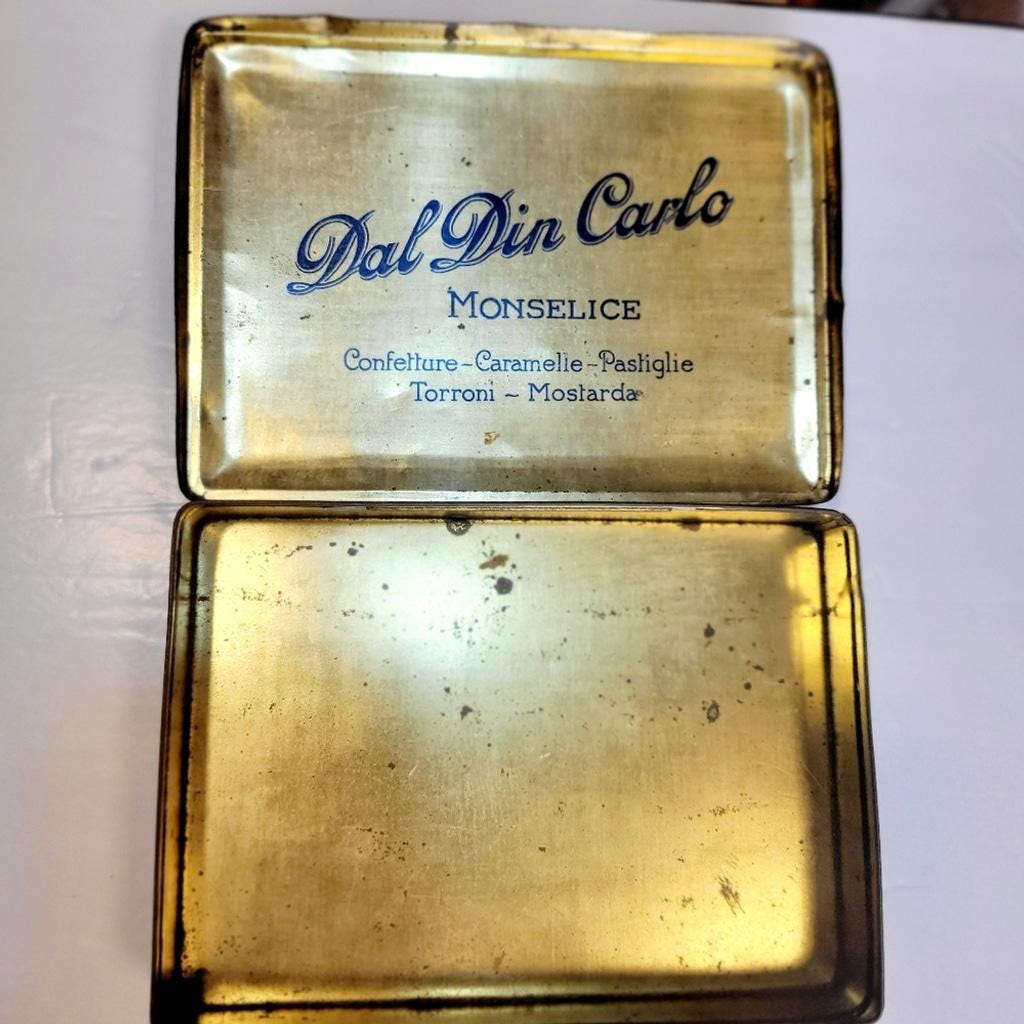 Dal Din Carlo
MONSELICE
Confetture-Caramelle-Pastiglie
Torroni ~ Mostarda